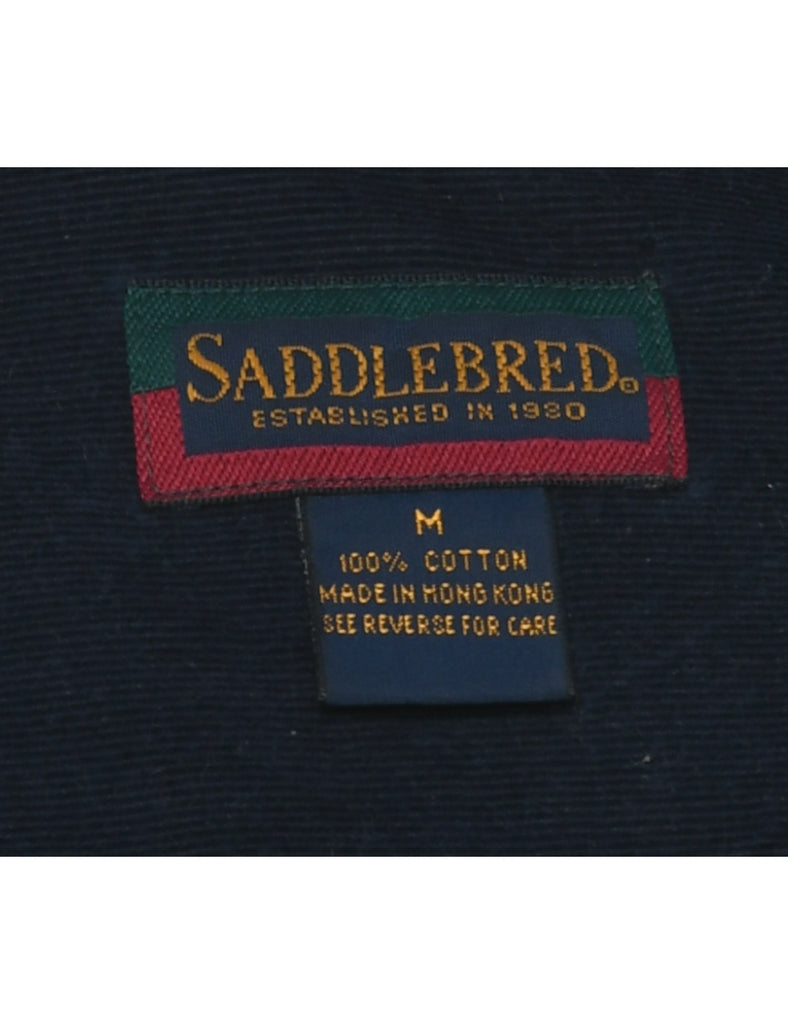 SADDLEBRED®
ESTABLISHED IN 1980
M
100% COTTON
MADE IN HONG KONG
SEE REVERSE FOR CARE